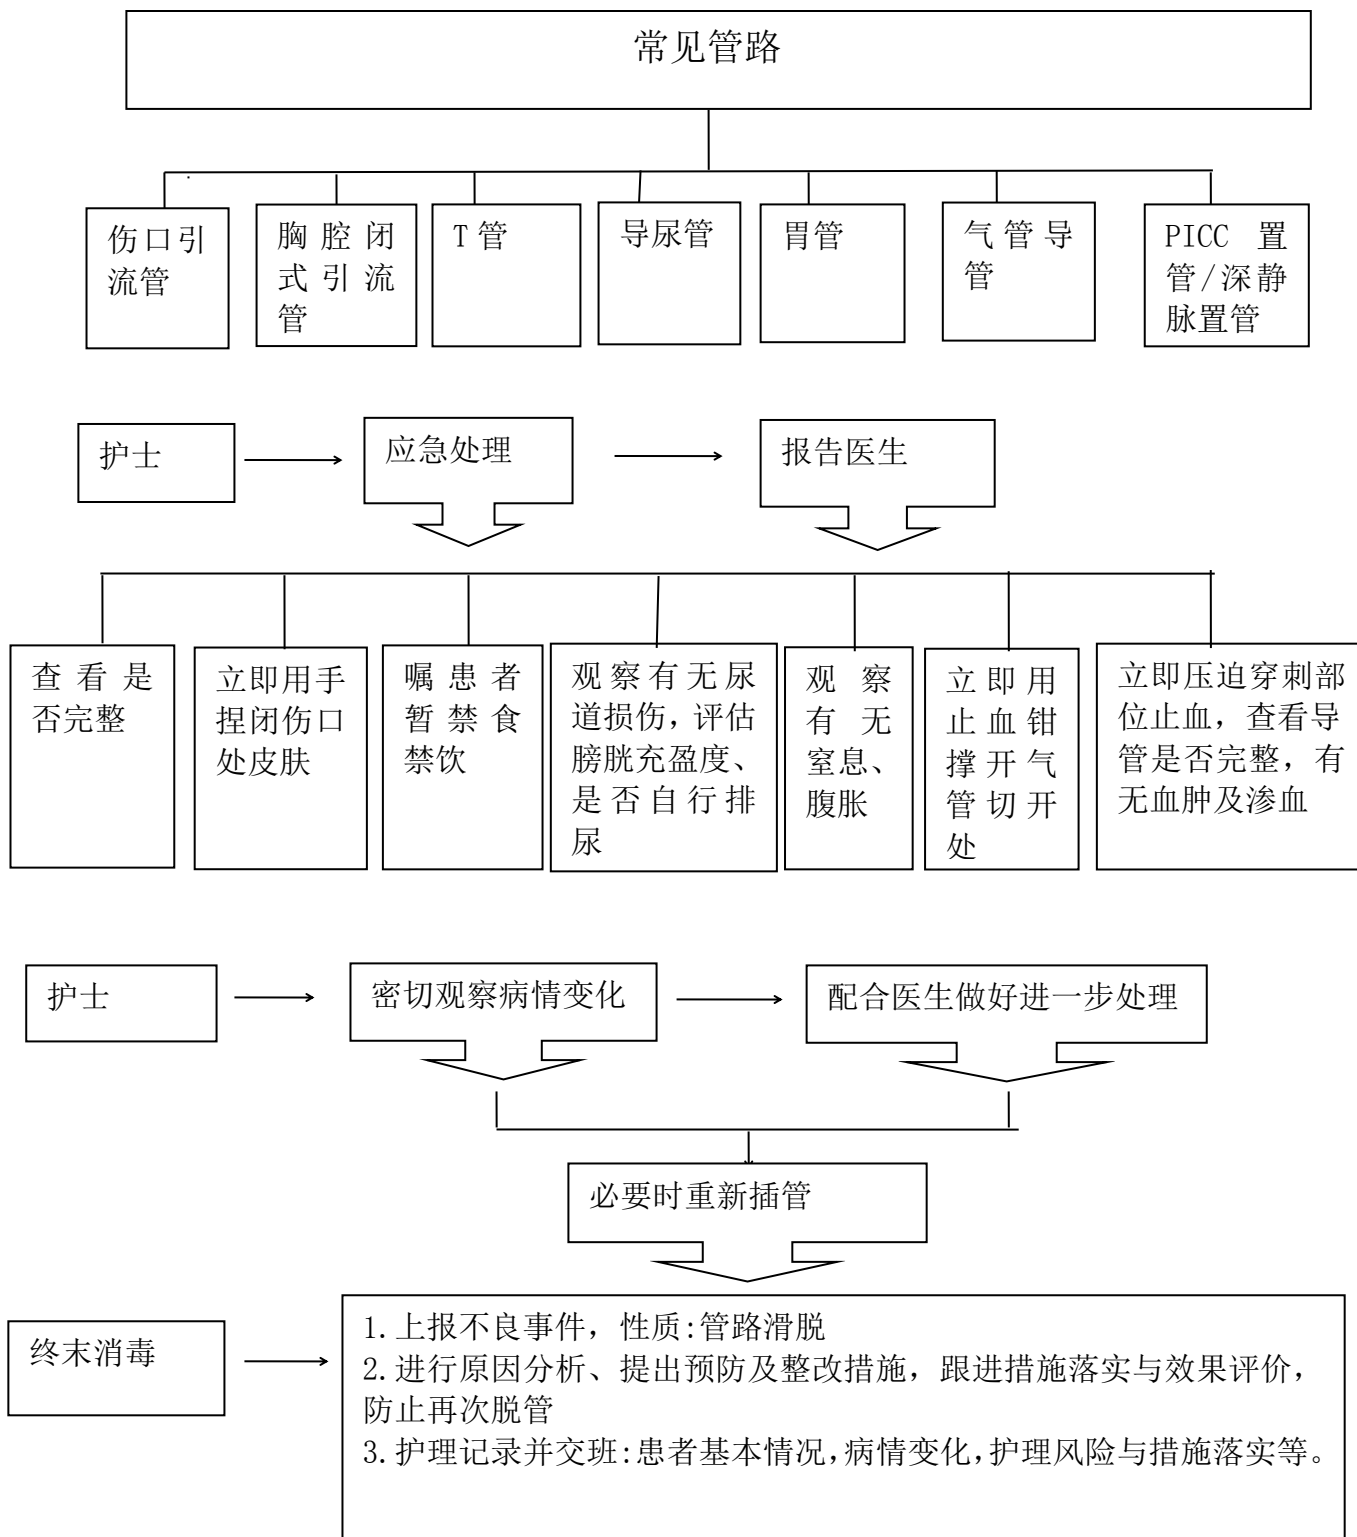 常见管路
伤口引
流管
胸腔闭
式引流
管
T管
导尿管
胃管
气管导
管
PICC 置
管/深静
脉置管
护士
应急处理
报告医生
查看是
否完整
立即用手
捏闭伤口
处皮肤
嘱患者
暂禁食
禁饮
观察有无尿
道损伤，评估
膀胱充盈度、
是否自行排
尿
观察
有无
窒息、
腹胀
立即用
止血钳
撑开气
管切开
处
立即压迫穿刺部
位止血，查看导
管是否完整，有
无血肿及渗血
护士
密切观察病情变化
配合医生做好进一步处理
必要时重新插管
终末消毒
1.上报不良事件，性质:管路滑脱
2.进行原因分析、提出预防及整改措施，跟进措施落实与效果评价，
防止再次脱管
3.护理记录并交班:患者基本情况,病情变化,护理风险与措施落实等。